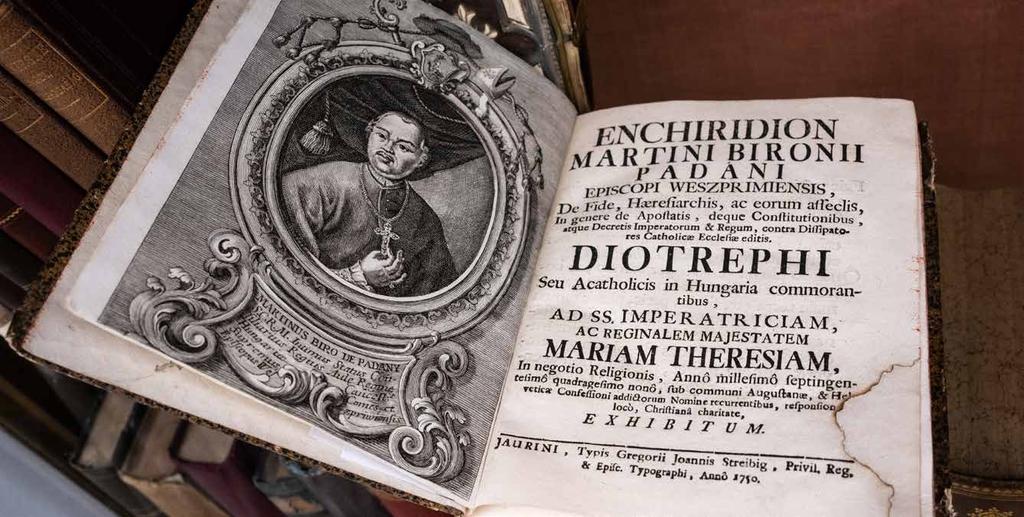 MARTINUS BIRO DE PADANY
ENCHIRIDION
MARTINI BIRONII
PADANI
EPISCOPI WESZPRIMIENSIS,
De Fide, Hæreſiarchis, ac eorum aſſeclis,
In genere de Apoſtatis, deque Conſtitutionibus,
atque Decretis Imperatorum & Regum, contra Diſſipato-
res Catholicæ Eccleſiæ editis.
DIOTREPHI
Seu Acatholicis in Hungaria commoran-
tibus,
AD SS. IMPERATRICIAM,
AC REGINALEM MAJESTATEM
MARIAM THERESIAM,
In negotio Religionis, Annô milleſimô ſeptingen-
teſimô quadrageſimo nonô, ſub communi Auguſtanæ, & Hel-
veticæ Confeſſioni addictorum Nomine recurrentibus, reſponſion
locô, Chriſtianâ charitate,
EXHIBITUM.
JAURINI, Typis Gregorii Joannis Streibig, Privil. Reg.
& Epiſc. Typographi, Annô 1750.